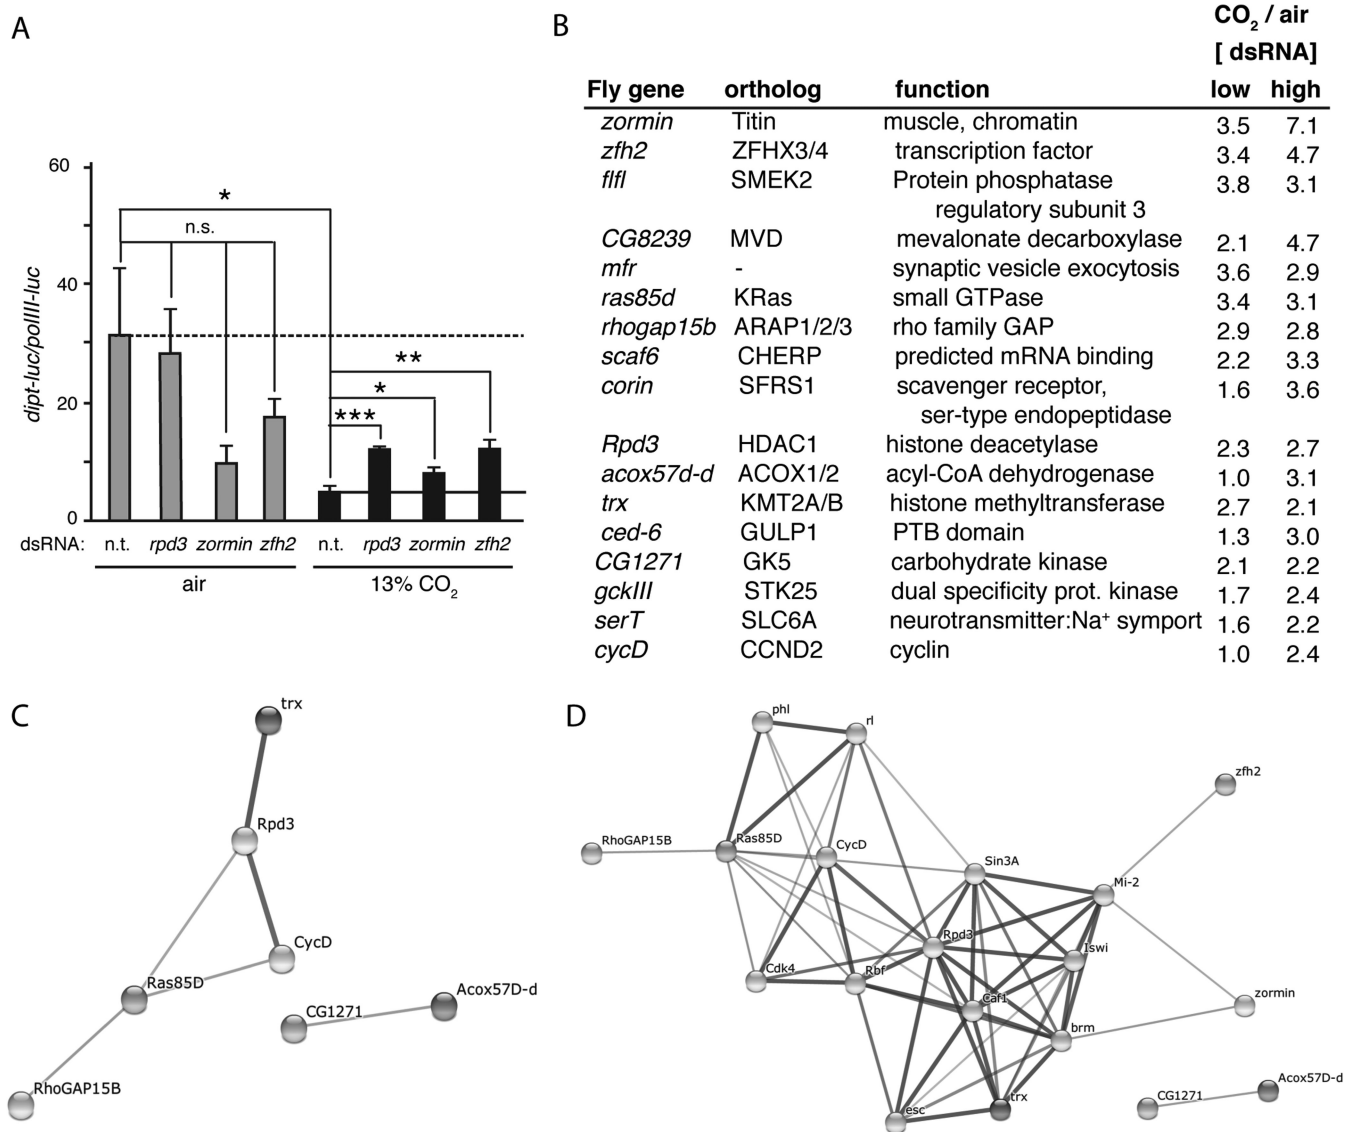 A
60
40
20
0
dipt-luc/polIII-luc
*
n.s.
**
*
***
dsRNA: n.t. rpd3 zormin zfh2 n.t. rpd3 zormin zfh2
air 13% CO2
B
CO2 / air
[ dsRNA]
Fly gene ortholog function low high
zormin Titin muscle, chromatin 3.5 7.1
zfh2 ZFHX3/4 transcription factor 3.4 4.7
flfl SMEK2 Protein phosphatase 3.8 3.1
regulatory subunit 3
CG8239 MVD mevalonate decarboxylase 2.1 4.7
mfr - synaptic vesicle exocytosis 3.6 2.9
ras85d KRas small GTPase 3.4 3.1
rhogap15b ARAP1/2/3 rho family GAP 2.9 2.8
scaf6 CHERP predicted mRNA binding 2.2 3.3
corin SFRS1 scavenger receptor, 1.6 3.6
ser-type endopeptidase
Rpd3 HDAC1 histone deacetylase 2.3 2.7
acox57d-d ACOX1/2 acyl-CoA dehydrogenase 1.0 3.1
trx KMT2A/B histone methyltransferase 2.7 2.1
ced-6 GULP1 PTB domain 1.3 3.0
CG1271 GK5 carbohydrate kinase 2.1 2.2
gckIII STK25 dual specificity prot. kinase 1.7 2.4
serT SLC6A neurotransmitter:Na+ symport 1.6 2.2
cycD CCND2 cyclin 1.0 2.4
C
trx
Rpd3
CycD
Ras85D
CG1271
Acox57D-d
RhoGAP15B
D
phl
rl
zfh2
RhoGAP15B
Ras85D
CycD
Sin3A
Mi-2
Rpd3
Iswi
Cdk4
Rbf
Caf1
zormin
brm
esc
trx
CG1271
Acox57D-d